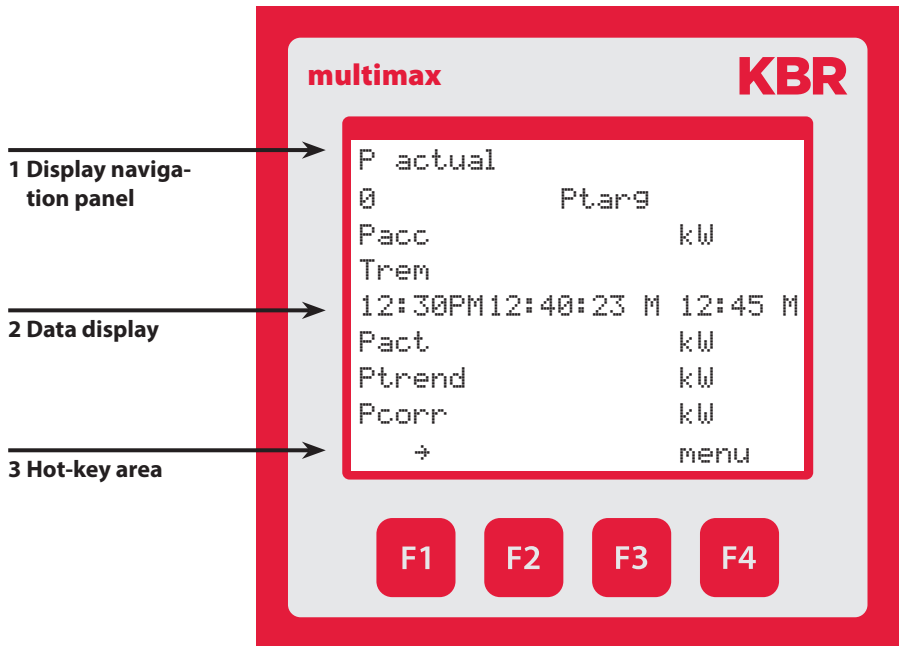 multimax
KBR
1 Display naviga-
tion panel
P actual
0 Ptarg
Pacc kW
Trem
2 Data display
12:30PM12:40:23 M 12:45 M
Pact kW
Ptrend kW
Pcorr kW
3 Hot-key area
→ menu
F1 F2 F3 F4